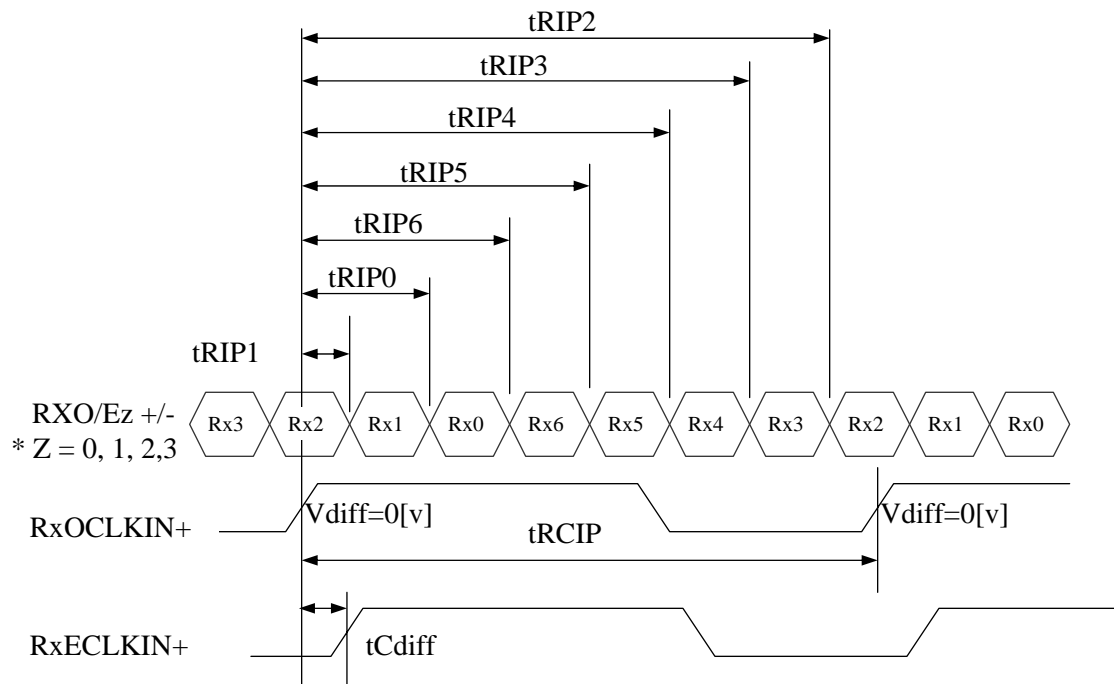 tRIP2
tRIP3
tRIP4
tRIP5
tRIP6
tRIP0
tRIP1
RXO/Ez +/-
* Z = 0, 1, 2,3
Rx3 Rx2 Rx1 Rx0 Rx6 Rx5 Rx4 Rx3 Rx2 Rx1 Rx0
RxOCLKIN+
Vdiff=0[v] Vdiff=0[v]
tRCIP
RxECLKIN+
tCdiff